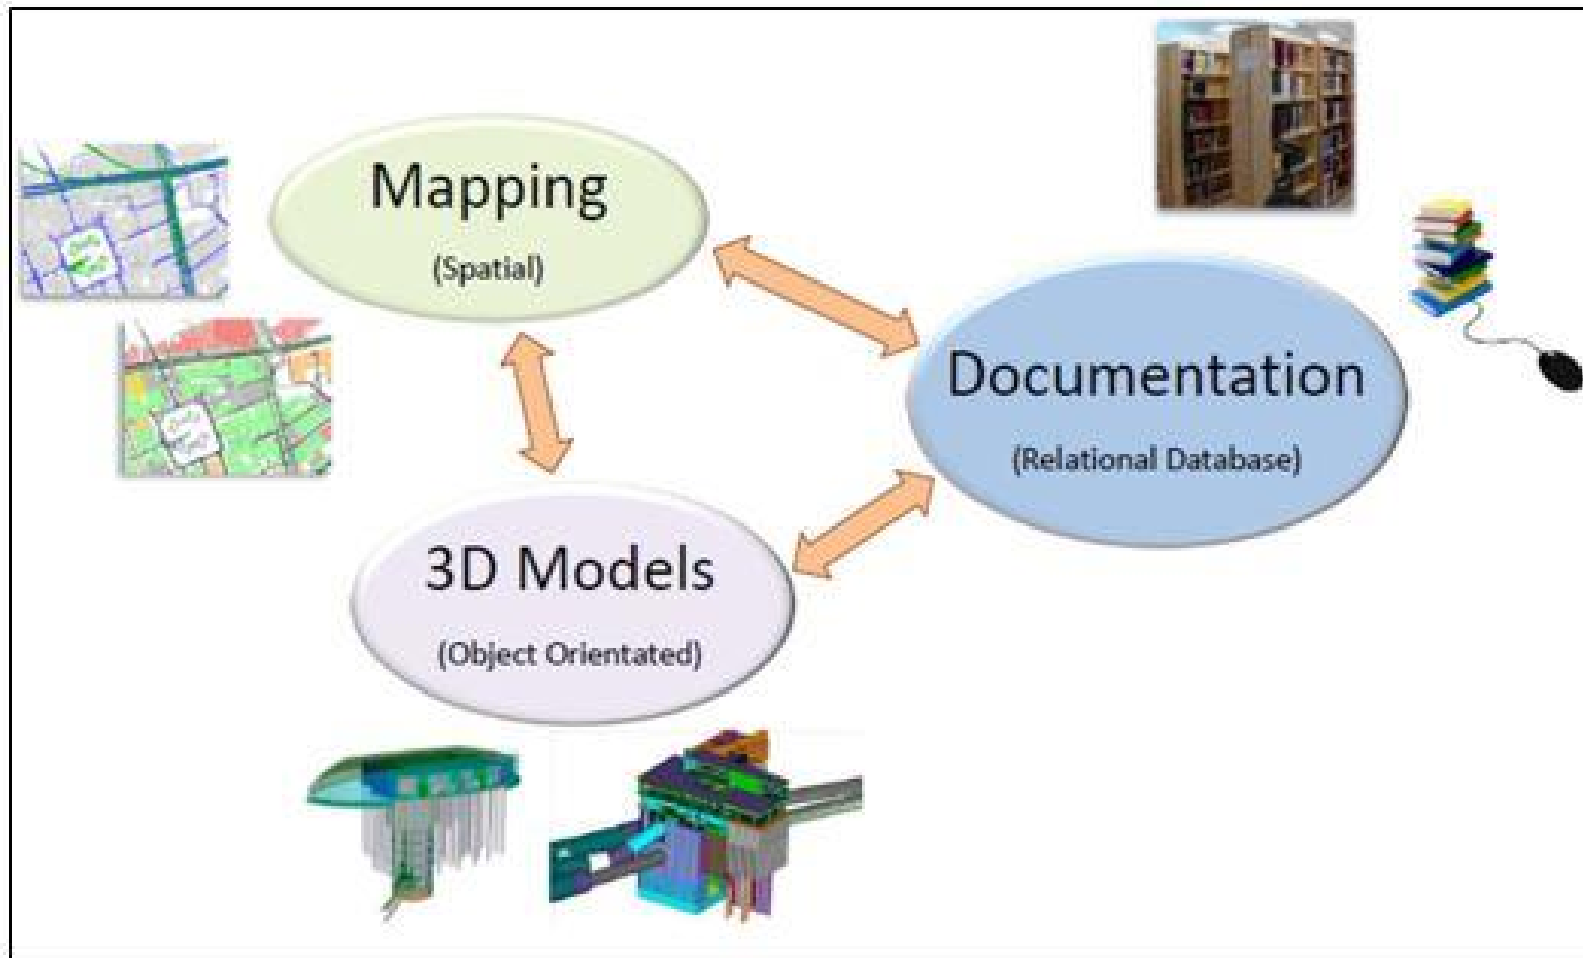 Mapping
(Spatial)
Documentation
(Relational Database)
3D Models
(Object Orientated)